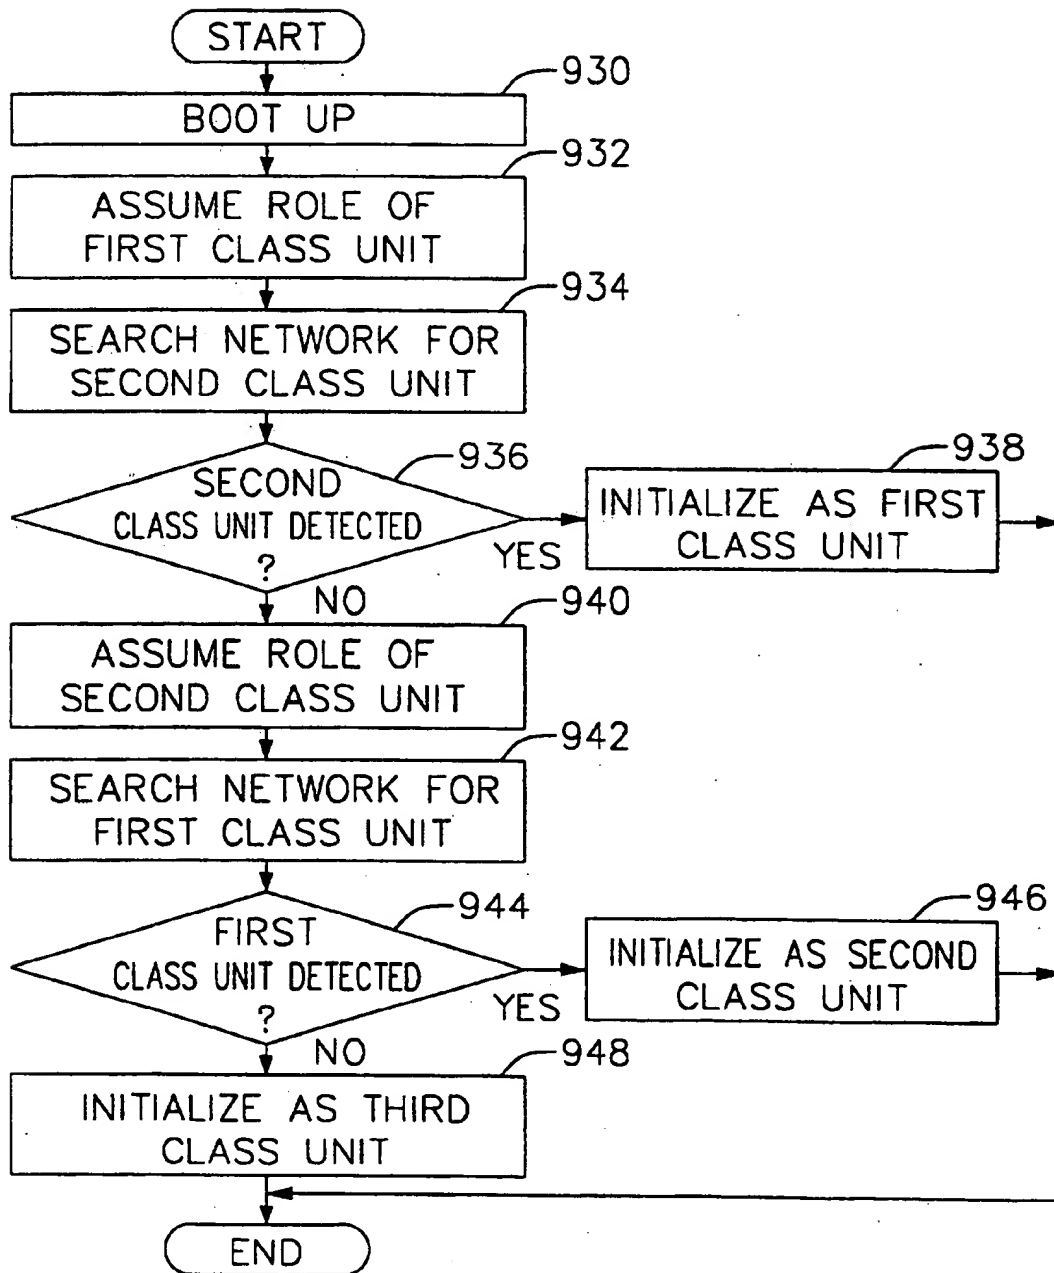 START
930
BOOT UP
932
ASSUME ROLE OF
FIRST CLASS UNIT
934
SEARCH NETWORK FOR
SECOND CLASS UNIT
936
SECOND
CLASS UNIT DETECTED
?
YES
NO
938
INITIALIZE AS FIRST
CLASS UNIT
940
ASSUME ROLE OF
SECOND CLASS UNIT
942
SEARCH NETWORK FOR
FIRST CLASS UNIT
944
FIRST
CLASS UNIT DETECTED
?
YES
NO
946
INITIALIZE AS SECOND
CLASS UNIT
948
INITIALIZE AS THIRD
CLASS UNIT
END